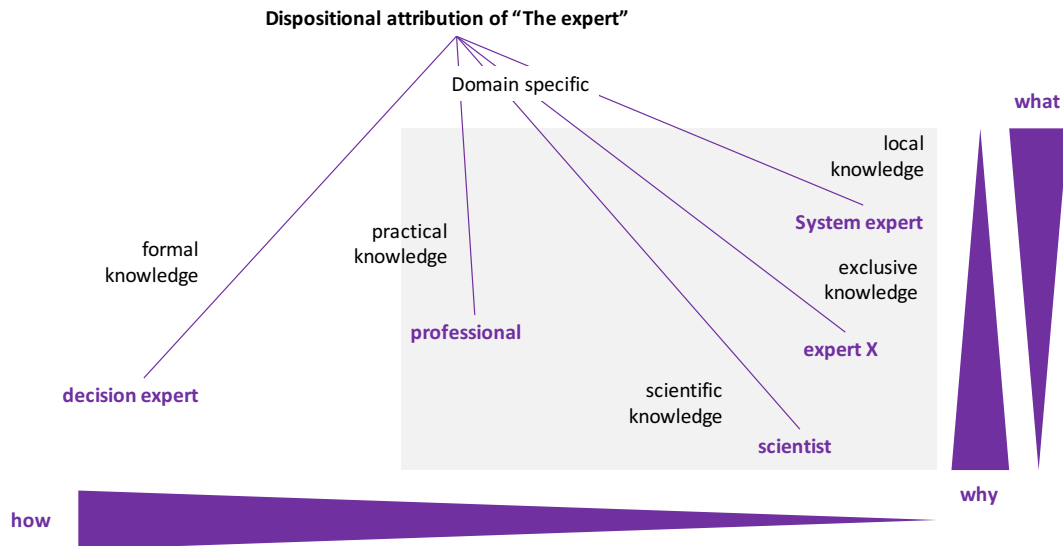 Dispositional attribution of “The expert”
Domain specific
what
local
knowledge
System expert
practical
knowledge
formal
knowledge
exclusive
knowledge
professional
expert X
decision expert
scientific
knowledge
scientist
why
how